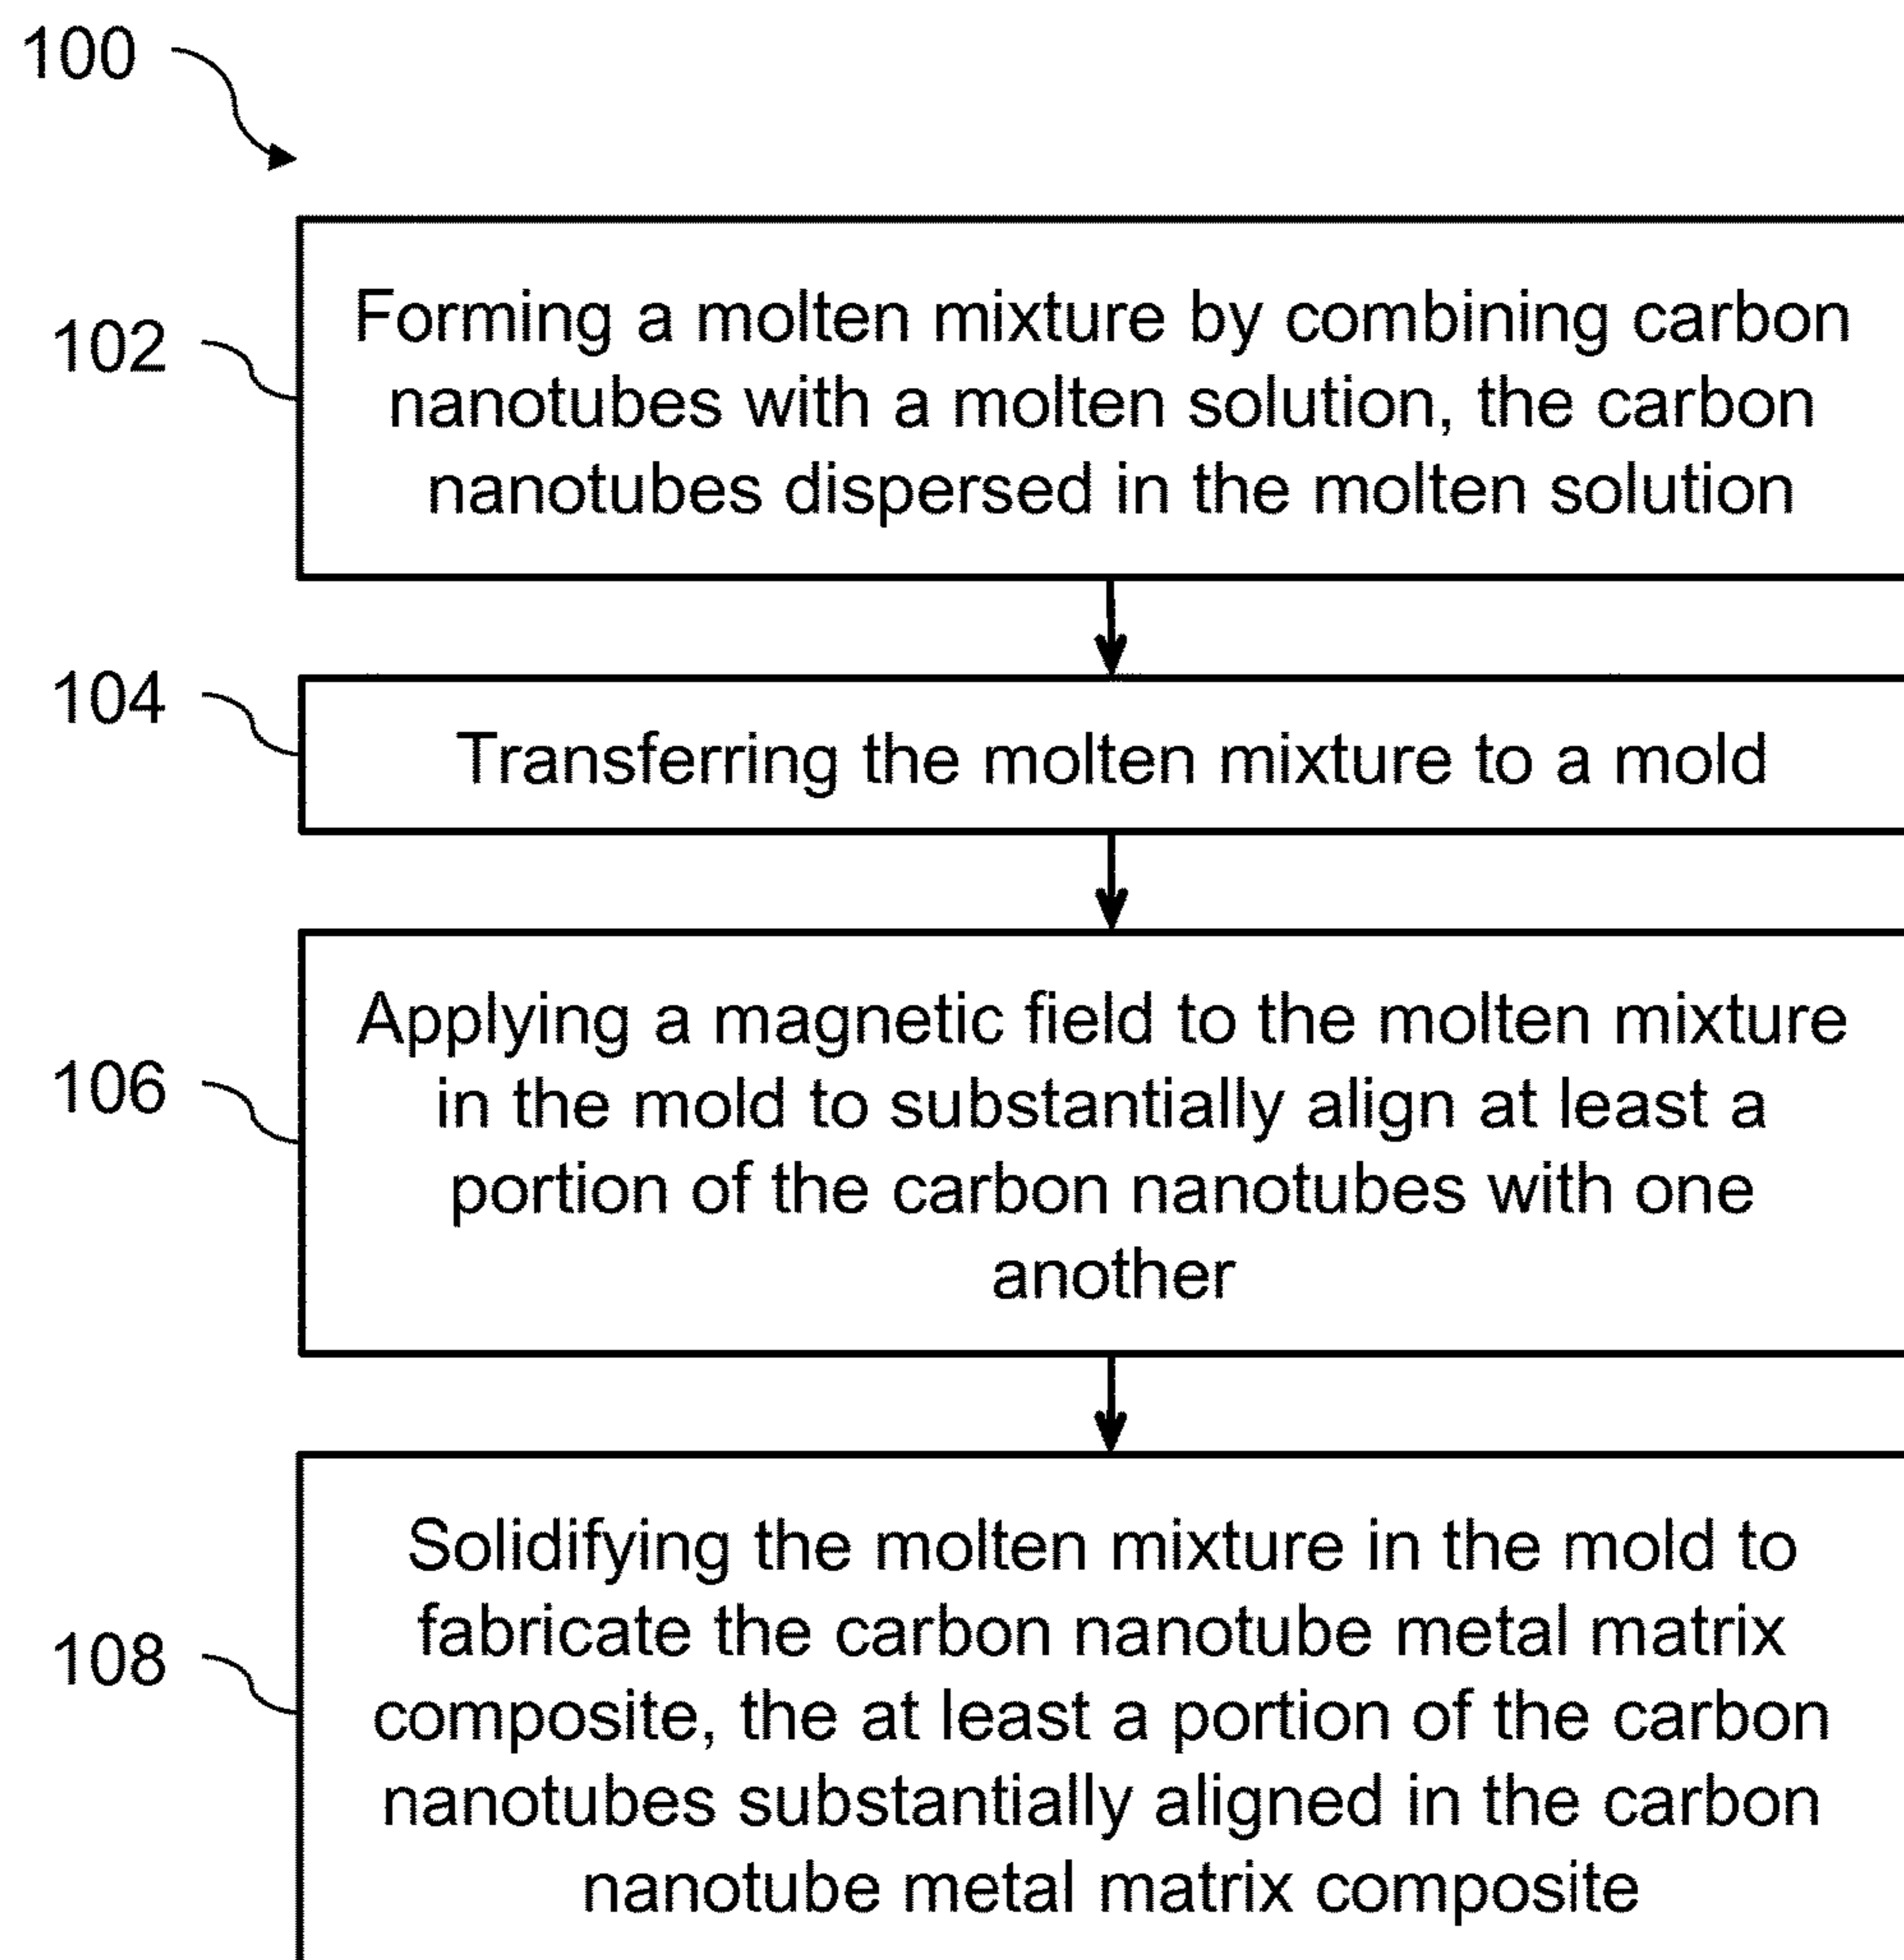 100
102
Forming a molten mixture by combining carbon
nanotubes with a molten solution, the carbon
nanotubes dispersed in the molten solution
104
Transferring the molten mixture to a mold
106
Applying a magnetic field to the molten mixture
in the mold to substantially align at least a
portion of the carbon nanotubes with one
another
108
Solidifying the molten mixture in the mold to
fabricate the carbon nanotube metal matrix
composite, the at least a portion of the carbon
nanotubes substantially aligned in the carbon
nanotube metal matrix composite